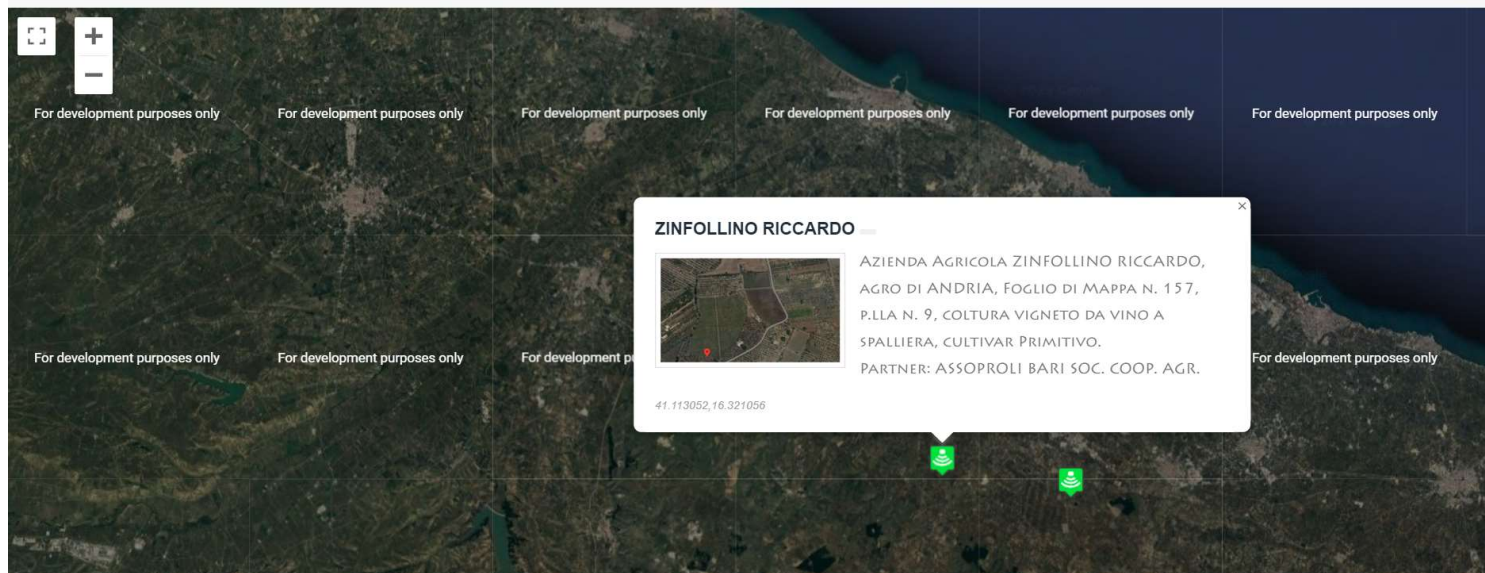 +
−
For development purposes only For development purposes only For development purposes only For development purposes only For development purposes only For development purposes only
×
ZINFOLLINO RICCARDO
Azienda Agricola ZINFOLLINO RICCARDO,
agro di ANDRIA, Foglio di Mappa n. 157,
p.lla n. 9, coltura vigneto da vino a
spalliera, cultivar Primitivo.
Partner: ASSOPROLI BARI SOC. COOP. AGR.
For development purposes only For development purposes only For development For development purposes only
41.113052,16.321056